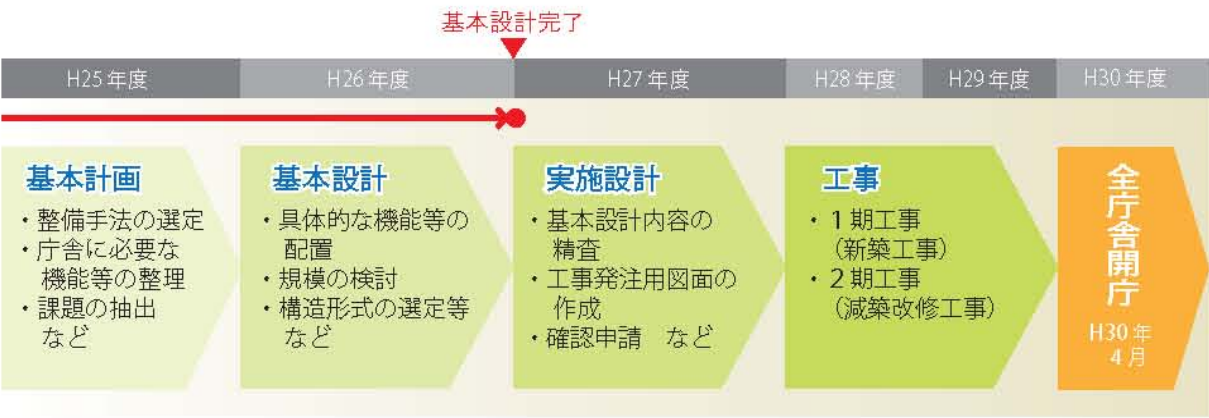 基本設計完了
H25年度
H26年度
H27年度
H28年度
H29年度
H30年度
基本計画
・整備手法の選定
・庁舎に必要な
機能等の整理
・課題の抽出
など
基本設計
・具体的な機能等の
配置
・規模の検討
・構造形式の選定等
など
実施設計
・基本設計内容の
精査
・工事発注用図面の
作成
・確認申請　など
工事
・１期工事
（新築工事）
・２期工事
（減築改修工事）
全庁舎開庁
H30年
4月